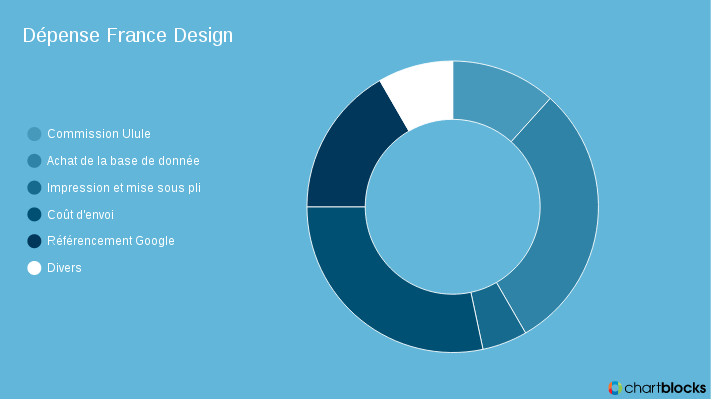 Dépense France Design
Commission Ulule
Achat de la base de donnée
Impression et mise sous pli
Coût d'envoi
Référencement Google
Divers
chartblocks